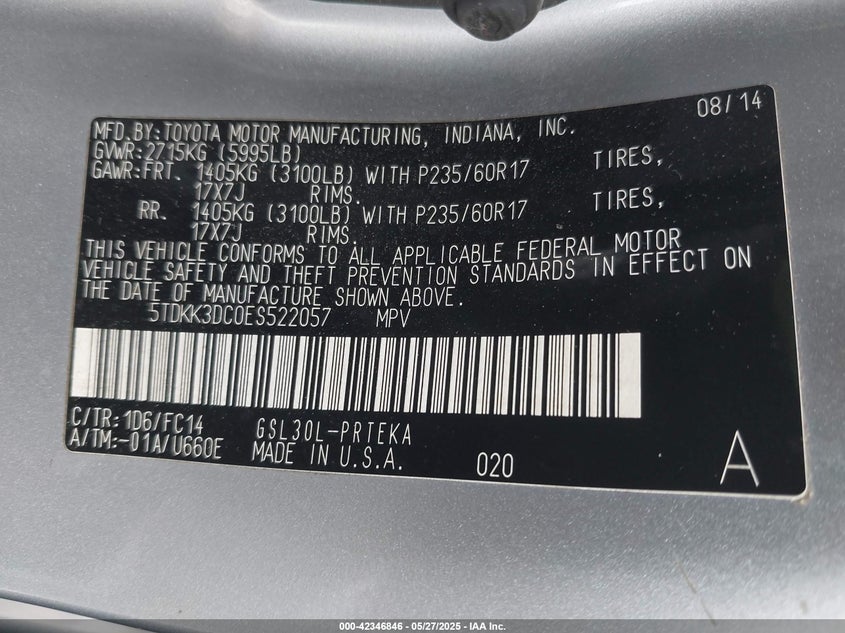 08/14
MFD.BY:TOYOTA MOTOR MANUFACTURING, INDIANA, INC.
GVWR:2715KG (5995LB)
GAWR:FRT. 1405KG (3100LB) WITH P235/60R17 TIRES,
17X7J RIMS.
RR. 1405KG (3100LB) WITH P235/60R17 TIRES,
17X7J RIMS.
THIS VEHICLE CONFORMS TO ALL APPLICABLE FEDERAL MOTOR
VEHICLE SAFETY AND THEFT PREVENTION STANDARDS IN EFFECT ON
THE DATE OF MANUFACTURE SHOWN ABOVE.
5TDKK3DC0ES522057 MPV
C/TR:1D6/FC14 GSL30L-PRTEKA
A/TM:-01A/U660E MADE IN U.S.A. 020 A
000-42346846 - 05/27/2025 - IAA Inc.